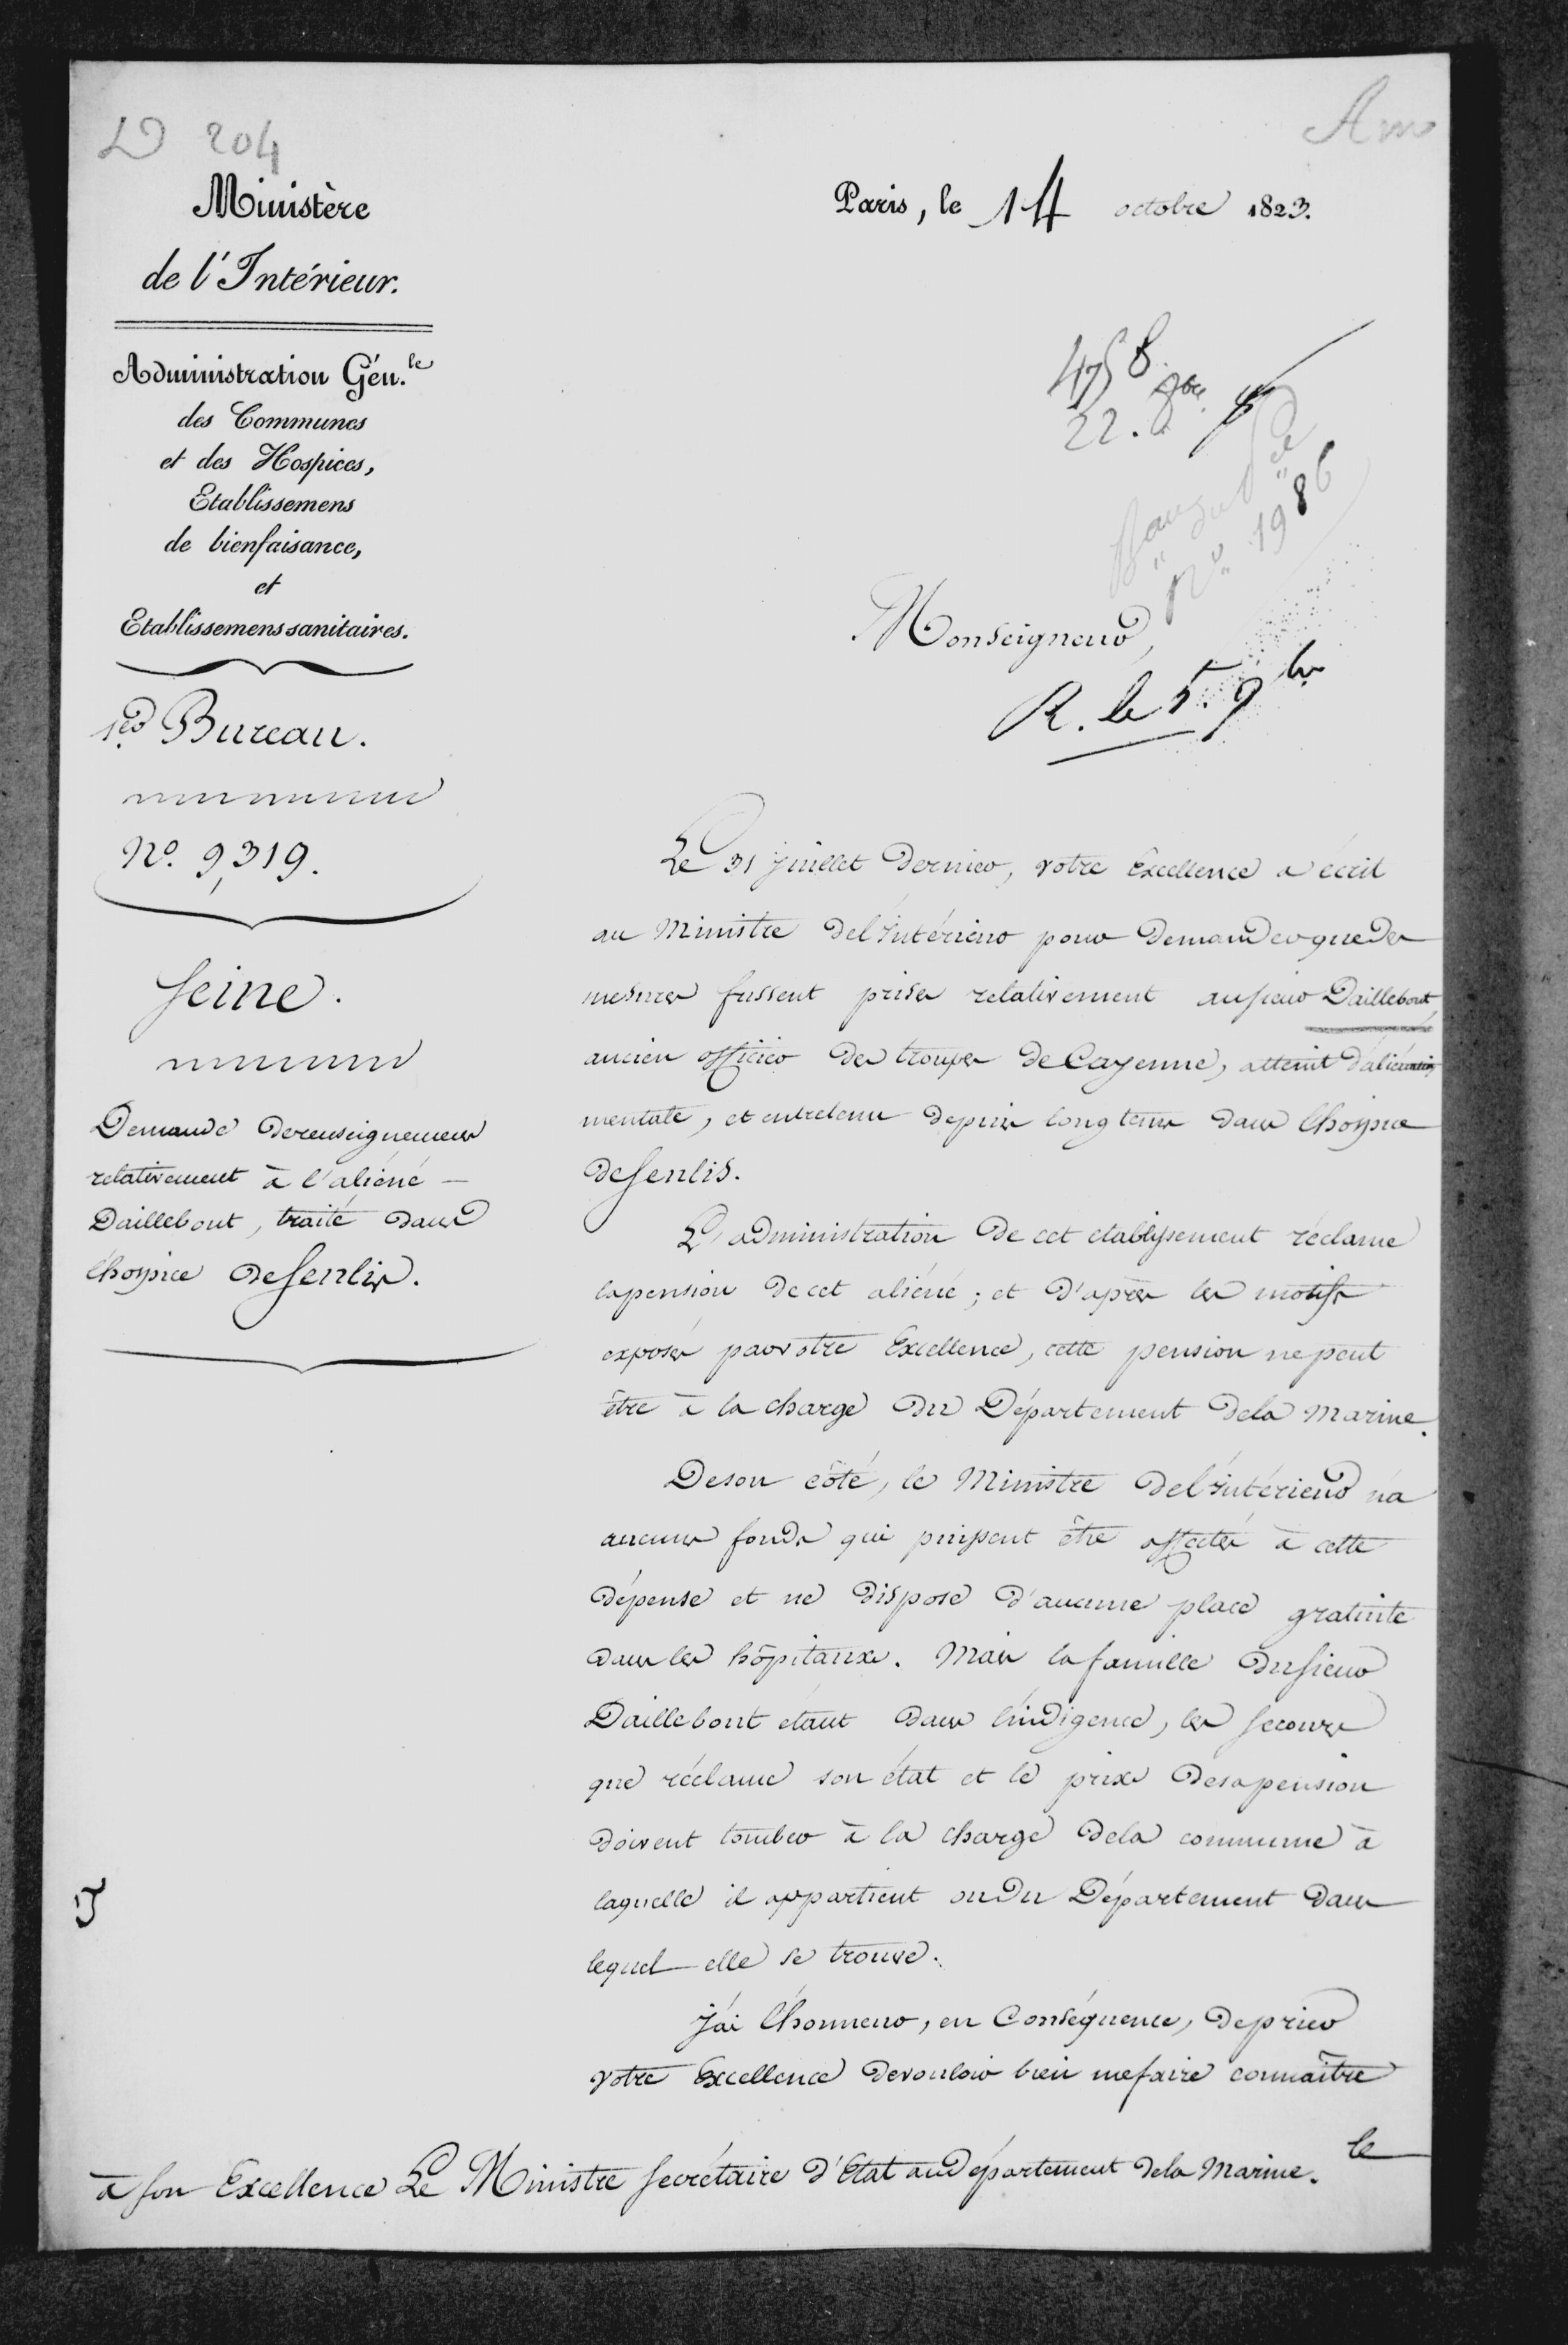 D 204
Ministère
de l'Intérieur.
Administration Gén.le
des Communes
et des Hospices,
Etablissemens
de bienfaisance,
et
Etablissemens sanitaires.
Bureau.
N.º 9,319.
Seine.
Demande de renseignemens
relativement à l'aliéné
Daillebout, traité dans
l'hospice de Senlis.
Paris, le 14 octobre 1823.
22. 8bre
Nº 1986
Monseigneur,
R. le 5. 9bre
Le 31 juillet dernier, votre Excellence a écrit
au Ministre de l'intérieur pour demander que des
mesures fussent prises relativement au sieur Daillebout,
ancien officier des troupes de Cayenne, atteint d'aliénation
mentale, et entretenu depuis longtems dans l'hospice
de Senlis.
L'administration de cet etablissement réclame
la pension de cet aliéné ; et d'après les motifs
exposés par votre Excellence, cette pension ne peut
être à la charge du Département de la marine.
De son côté, le Ministre de l'intérieur n'a
aucuns fonds qui puissent être affectés à cette
dépense et ne dispose d'aucune place gratuite
dans les hôpitaux. Mais la famille du sieur
Daillebout étant dans l'indigence, les secours
que réclame son état et le prix de sa pension
doivent tomber à la charge de la commune à
laquelle il appartient ou du Département dans
lequel elle se trouve.
J'ai l'honneur, en Conséquence, de prier
votre Excellence de vouloir bien me faire connaître
le
à Son Excellence Le Ministre Secrétaire d'Etat au Département de la Marine.